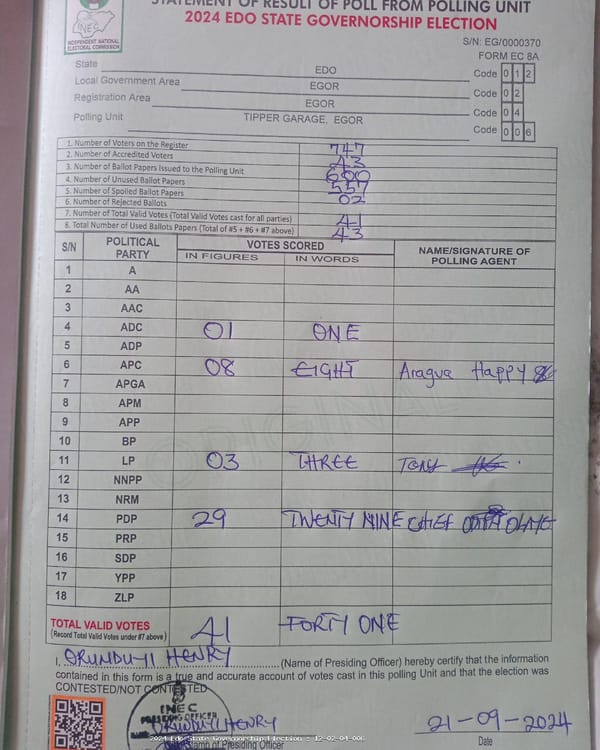 STATEMENT OF RESULT OF POLL FROM POLLING UNIT
2024 EDO STATE GOVERNORSHIP ELECTION
INEC
INDEPENDENT NATIONAL
ELECTORAL COMMISSION
S/N: EG/0000370
FORM EC 8A
State EDO Code 0 1 2
Local Government Area EGOR Code 0 2
Registration Area EGOR Code 0 4
Polling Unit TIPPER GARAGE, EGOR Code 0 0 6
1. Number of Voters on the Register 747
2. Number of Accredited Voters 43
3. Number of Ballot Papers Issued to the Polling Unit 600
4. Number of Unused Ballot Papers 557
5. Number of Spoiled Ballot Papers
6. Number of Rejected Ballots 02
7. Number of Total Valid Votes (Total Valid Votes cast for all parties) 41
8. Total Number of Used Ballots Papers (Total of #5 + #6 + #7 above) 43
S/N POLITICAL PARTY VOTES SCORED NAME/SIGNATURE OF POLLING AGENT
IN FIGURES IN WORDS
1 A
2 AA
3 AAC
4 ADC 01 ONE
5 ADP
6 APC 08 EIGHT Aragua Happy
7 APGA
8 APM
9 APP
10 BP
11 LP 03 THREE TONY
12 NNPP
13 NRM
14 PDP 29 TWENTY NINE CHIEF
15 PRP
16 SDP
17 YPP
18 ZLP
ORIGINAL
TOTAL VALID VOTES 41 FORTY ONE
(Record Total Valid Votes under #7 above)
I, ORUNDUYI HENRY (Name of Presiding Officer) hereby certify that the information
contained in this form is a true and accurate account of votes cast in this polling Unit and that the election was
CONTESTED/NOT CONTESTED
INEC
PRESIDING OFFICER
ORUNDUYI HENRY
21-09-2024
2024 Edo State Governorship Election - 12-02-04-006
Stamp of Presiding Officer Date